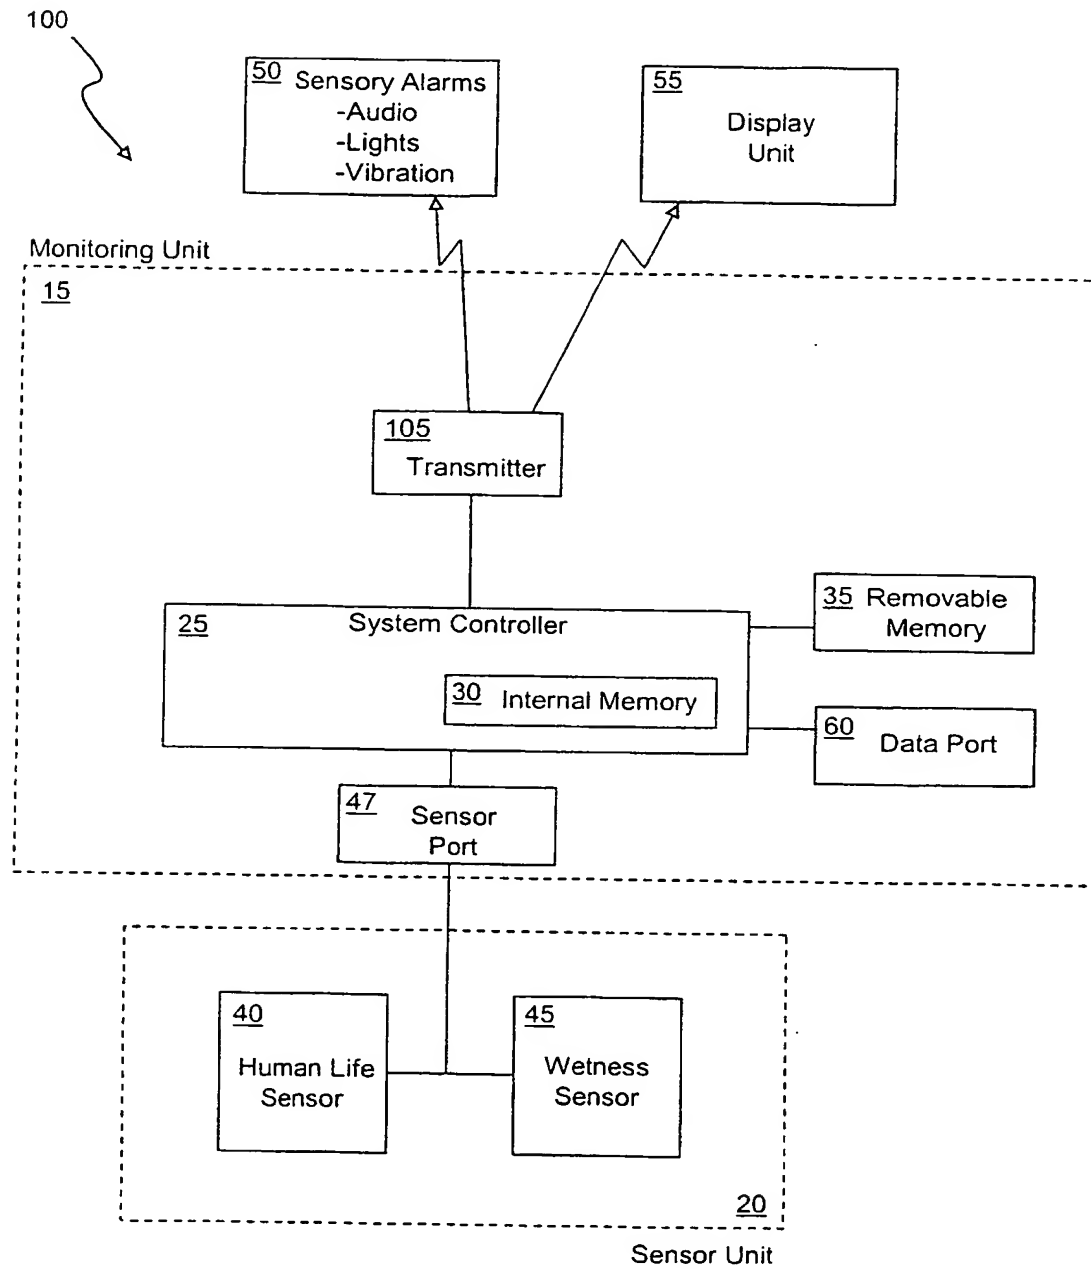 100
50 Sensory Alarms
-Audio
-Lights
-Vibration
55
Display
Unit
Monitoring Unit
15
105
Transmitter
25 System Controller
35 Removable
Memory
30 Internal Memory
60 Data Port
47
Sensor
Port
40
Human Life
Sensor
45
Wetness
Sensor
20
Sensor Unit